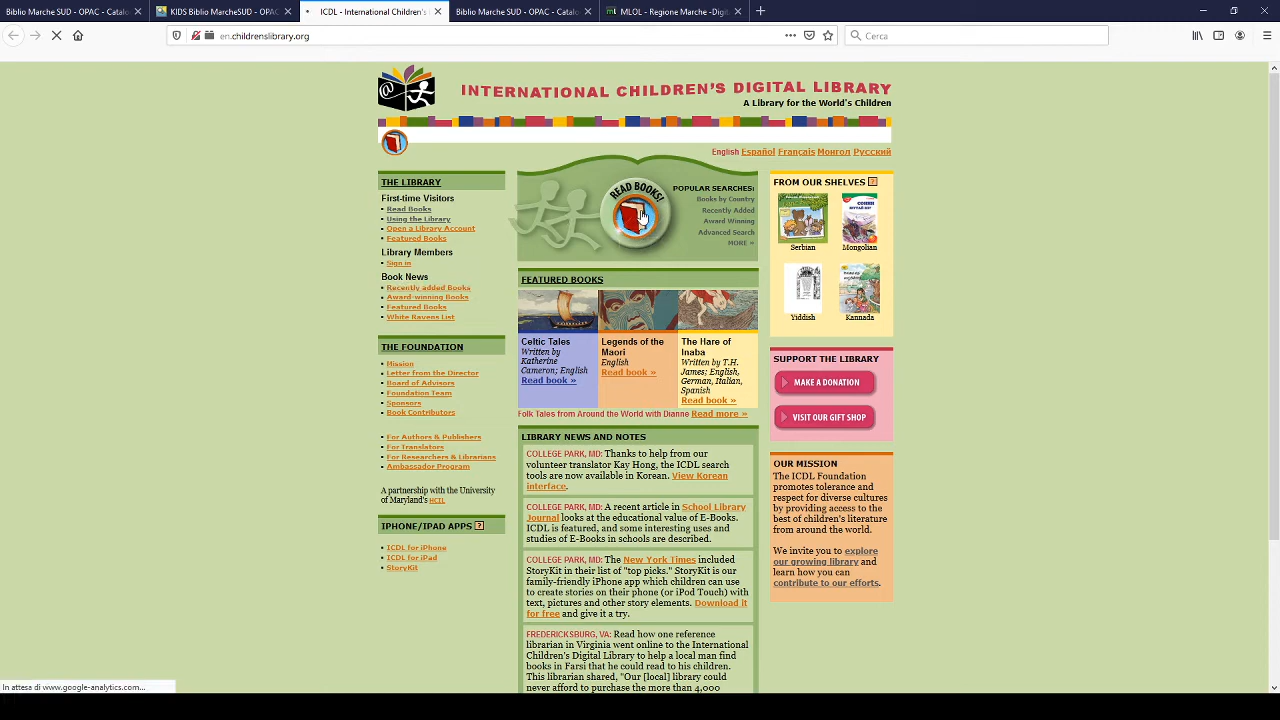 Biblio Marche SUD - OPAC - Catalo
KIDS Biblio MarcheSUD - OPAC
ICDL - International Children's D
Biblio Marche SUD - OPAC - Catalo
MLOL - Regione Marche -Digit
en.childrenslibrary.org
Cerca
INTERNATIONAL CHILDREN'S DIGITAL LIBRARY
A Library for the World's Children
English Español Français Монгол Русский
THE LIBRARY
First-time Visitors
Read Books
Using the Library
Open a Library Account
Featured Books
Library Members
Sign in
Book News
Recently added Books
Award-winning Books
Featured Books
White Ravens List
THE FOUNDATION
Mission
Letter from the Director
Board of Advisors
Foundation Team
Sponsors
Book Contributors
For Authors & Publishers
For Translators
For Researchers & Librarians
Ambassador Program
A partnership with the University
of Maryland's HCIL
IPHONE/IPAD APPS ?
ICDL for iPhone
ICDL for iPad
StoryKit
READ BOOKS!
POPULAR SEARCHES:
Books by Country
Recently Added
Award Winning
Advanced Search
MORE »
FEATURED BOOKS
Celtic Tales
Written by
Katherine
Cameron; English
Read book »
Legends of the
Maori
English
Read book »
The Hare of
Inaba
Written by T.H.
James; English,
German, Italian,
Spanish
Read book »
Folk Tales from Around the World with Dianne Read more »
LIBRARY NEWS AND NOTES
COLLEGE PARK, MD: Thanks to help from our
volunteer translator Kay Hong, the ICDL search
tools are now available in Korean. View Korean
interface.
COLLEGE PARK, MD: A recent article in School Library
Journal looks at the educational value of E-Books.
ICDL is featured, and some interesting uses and
studies of E-Books in schools are described.
COLLEGE PARK, MD: The New York Times included
StoryKit in their list of "top picks." StoryKit is our
family-friendly iPhone app which children can use
to create stories on their phone (or iPod Touch) with
text, pictures and other story elements. Download it
for free and give it a try.
FREDERICKSBURG, VA: Read how one reference
librarian in Virginia went online to the International
Children's Digital Library to help a local man find
books in Farsi that he could read to his children.
This librarian shared, "Our [local] library could
never afford to purchase the more than 4,000
FROM OUR SHELVES ?
Serbian
Mongolian
Yiddish
Kannada
SUPPORT THE LIBRARY
MAKE A DONATION
VISIT OUR GIFT SHOP
OUR MISSION
The ICDL Foundation
promotes tolerance and
respect for diverse cultures
by providing access to the
best of children's literature
from around the world.
We invite you to explore
our growing library and
learn how you can
contribute to our efforts.
In attesa di www.google-analytics.com...